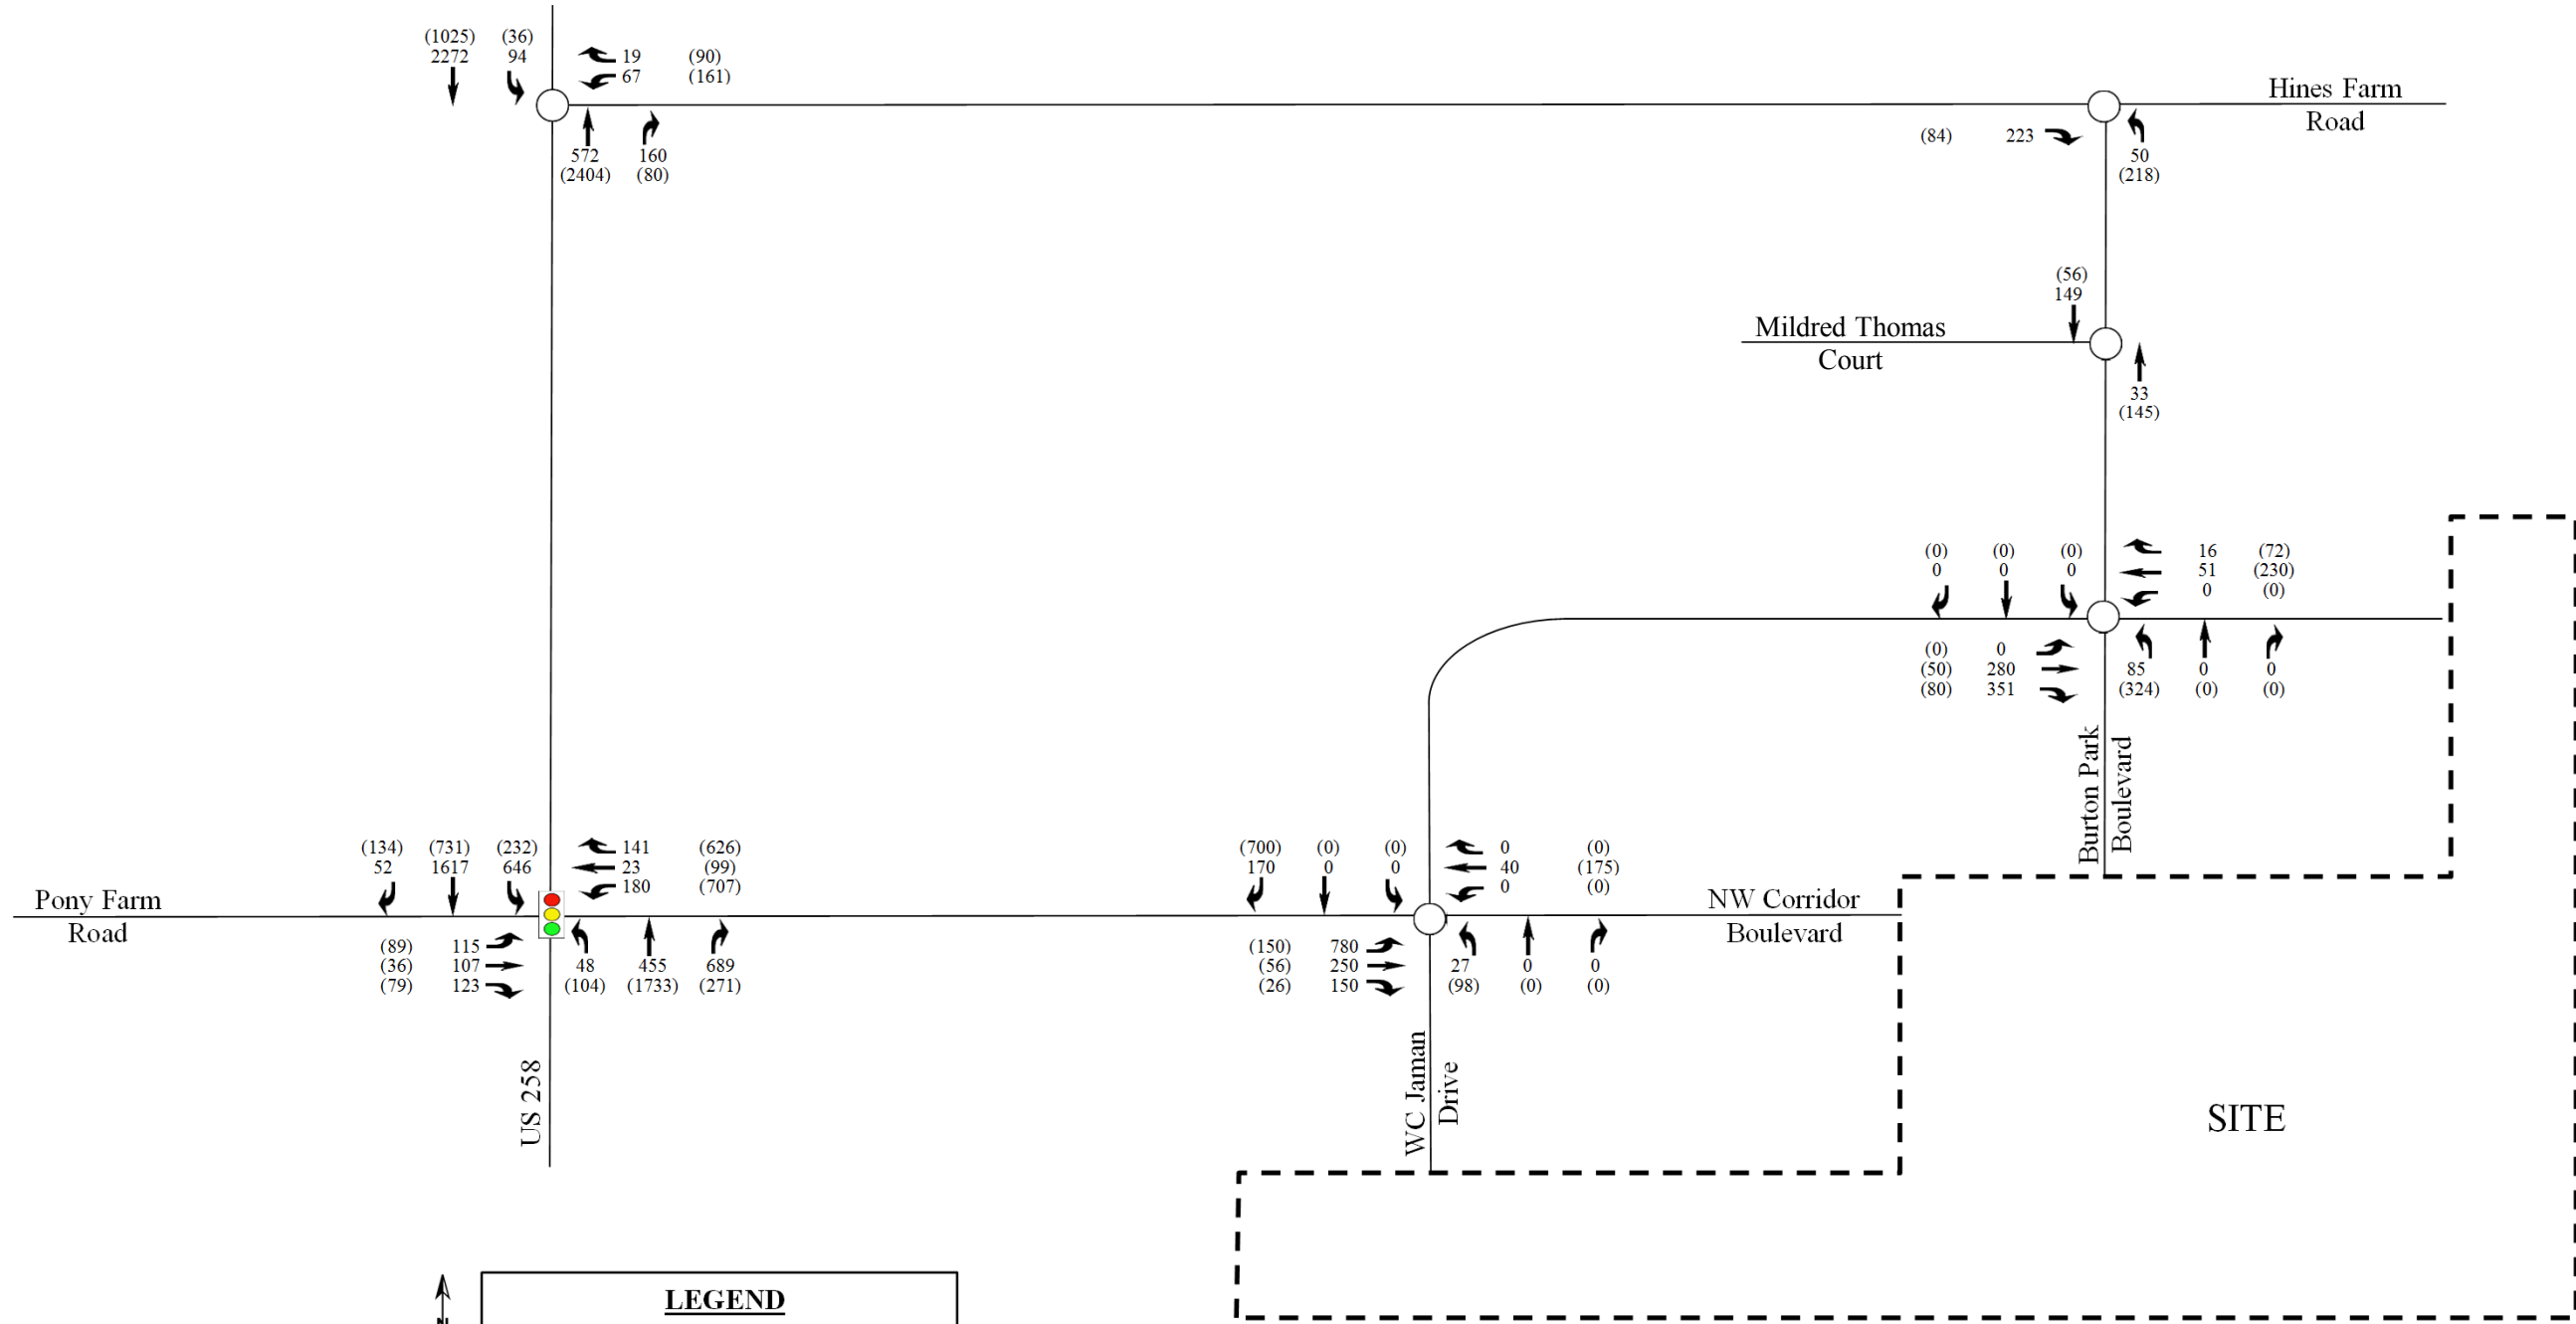 (1025) (36)
2272 94
19 (90)
67 (161)
572 160
(2404) (80)
Hines Farm
Road
(84) 223
50
(218)
(56)
149
Mildred Thomas
Court
33
(145)
(0) (0) (0)
0 0 0
16 (72)
51 (230)
0 (0)
(0) 0
(50) 280
(80) 351
85 0 0
(324) (0) (0)
Burton Park
Boulevard
(134) (731) (232)
52 1617 646
141 (626)
23 (99)
180 (707)
Pony Farm
Road
(89) 115
(36) 107
(79) 123
48 455 689
(104) (1733) (271)
US 258
(700) (0) (0)
170 0 0
0 (0)
40 (175)
0 (0)
NW Corridor
Boulevard
(150) 780
(56) 250
(26) 150
27 0 0
(98) (0) (0)
WC Jaman
Drive
SITE
LEGEND